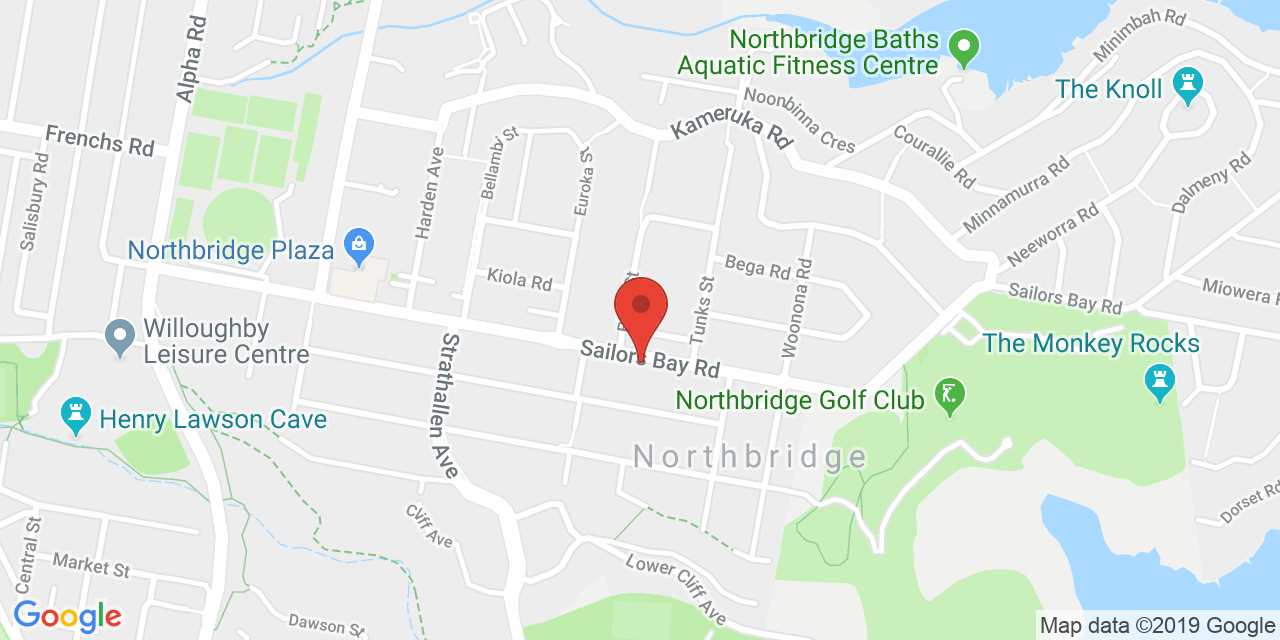 Alpha Rd
Northbridge Baths
Aquatic Fitness Centre
Minimbah Rd
The Knoll
Noonbinna Cres
Kameruka Rd
Frenchs Rd
Bellambi St
Courallie Rd
Salisbury Rd
Harden Ave
Eureka St
Minnamurra Rd
Dalmeny Rd
Neeworra Rd
Northbridge Plaza
Bega Rd
Kiola Rd
St
Tunks St
Woonona Rd
Sailors Bay Rd
Miowera Rd
Willoughby
Leisure Centre
Strathallen Ave
Sailors Bay Rd
The Monkey Rocks
Henry Lawson Cave
Northbridge Golf Club
Northbridge
Cliff Ave
Dorset Rd
Central St
Market St
Lower Cliff Ave
Dawson St
Google
Map data ©2019 Google